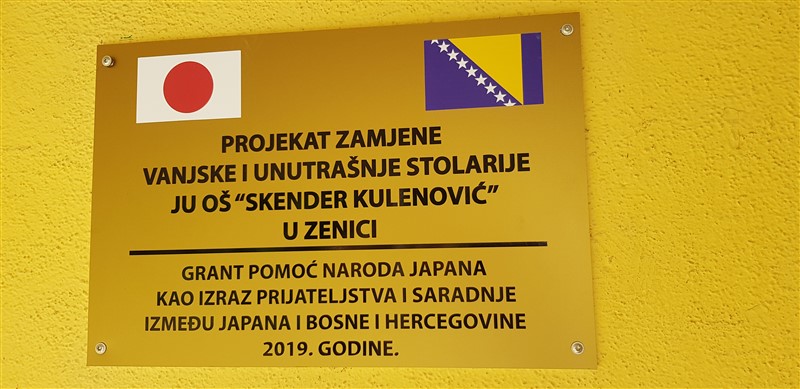 PROJEKAT ZAMJENE
VANJSKE I UNUTRAŠNJE STOLARIJE
JU OŠ “SKENDER KULENOVIĆ”
U ZENICI
GRANT POMOĆ NARODA JAPANA
KAO IZRAZ PRIJATELJSTVA I SARADNJE
IZMEĐU JAPANA I BOSNE I HERCEGOVINE
2019. GODINE.